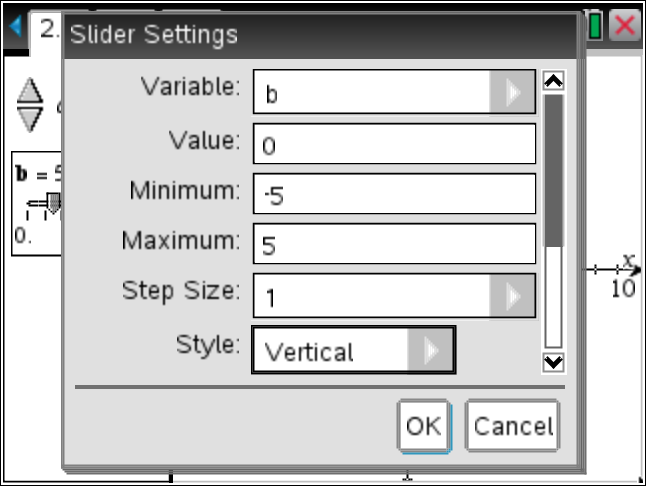 2.
Slider Settings
Variable: b
Value: 0
Minimum: -5
Maximum: 5
Step Size: 1
Style: Vertical
OK Cancel
b = 5
0.
x
10